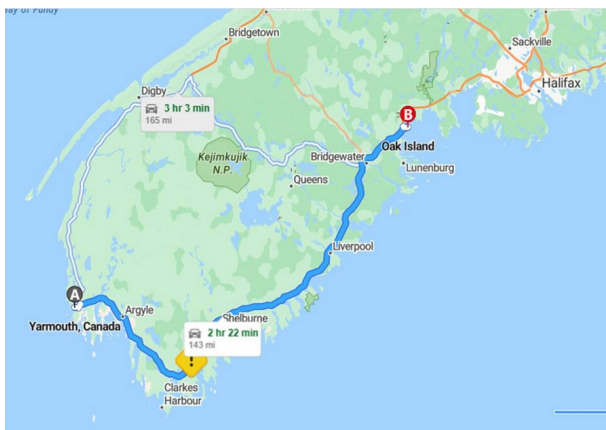 Bay of Fundy
Bridgetown
Sackville
Halifax
Digby
3 hr 3 min
165 mi
B
Oak Island
Kejimkujik
N.P.
Bridgewater
Lunenburg
Queens
Liverpool
A
Argyle
Yarmouth, Canada
Shelburne
2 hr 22 min
143 mi
!
Clarkes
Harbour